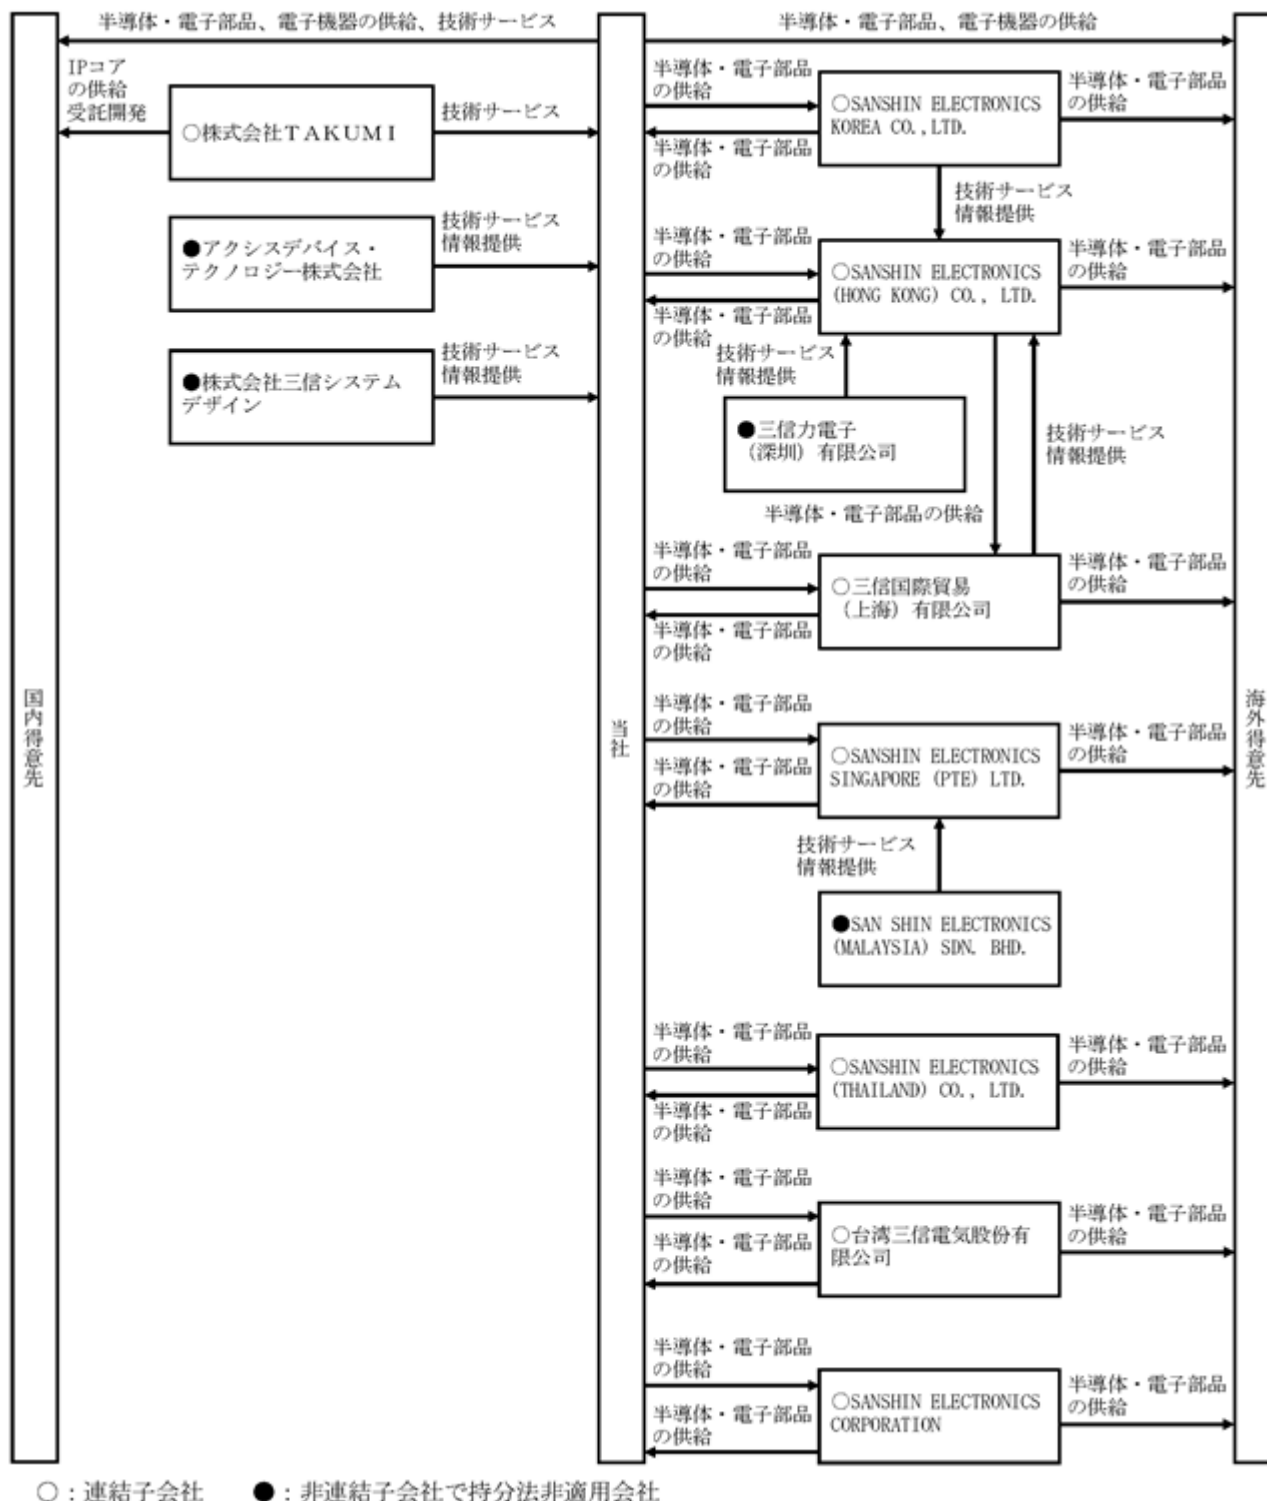 半導体・電子部品、電子機器の供給、技術サービス
半導体・電子部品、電子機器の供給
IPコア
の供給
受託開発
○株式会社TAKUMI
技術サービス
●アクシスデバイス・
テクノロジー株式会社
技術サービス
情報提供
●株式会社三信システム
デザイン
技術サービス
情報提供
国内得意先
当社
半導体・電子部品
の供給
半導体・電子部品
の供給
○SANSHIN ELECTRONICS
KOREA CO.,LTD.
半導体・電子部品
の供給
技術サービス
情報提供
半導体・電子部品
の供給
半導体・電子部品
の供給
○SANSHIN ELECTRONICS
(HONG KONG) CO., LTD.
半導体・電子部品
の供給
技術サービス
情報提供
●三信力電子
(深圳)有限公司
技術サービス
情報提供
半導体・電子部品の供給
半導体・電子部品
の供給
半導体・電子部品
の供給
○三信国際貿易
(上海)有限公司
半導体・電子部品
の供給
半導体・電子部品
の供給
半導体・電子部品
の供給
○SANSHIN ELECTRONICS
SINGAPORE (PTE) LTD.
半導体・電子部品
の供給
技術サービス
情報提供
●SAN SHIN ELECTRONICS
(MALAYSIA) SDN. BHD.
半導体・電子部品
の供給
半導体・電子部品
の供給
○SANSHIN ELECTRONICS
(THAILAND) CO., LTD.
半導体・電子部品
の供給
半導体・電子部品
の供給
半導体・電子部品
の供給
○台湾三信電気股份有
限公司
半導体・電子部品
の供給
半導体・電子部品
の供給
半導体・電子部品
の供給
○SANSHIN ELECTRONICS
CORPORATION
半導体・電子部品
の供給
海外得意先
○:連結子会社 ●:非連結子会社で持分法非適用会社